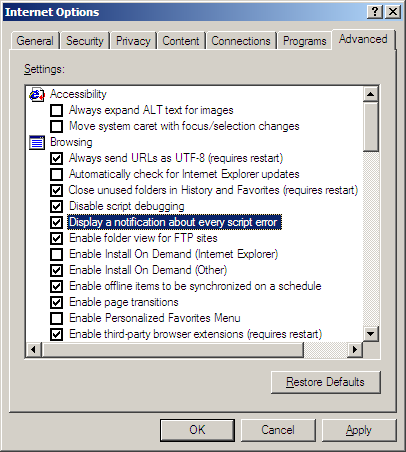 Internet Options
General Security Privacy Content Connections Programs Advanced
Settings:
Accessibility
Always expand ALT text for images
Move system caret with focus/selection changes
Browsing
Always send URLs as UTF-8 (requires restart)
Automatically check for Internet Explorer updates
Close unused folders in History and Favorites (requires restart)
Disable script debugging
Display a notification about every script error
Enable folder view for FTP sites
Enable Install On Demand (Internet Explorer)
Enable Install On Demand (Other)
Enable offline items to be synchronized on a schedule
Enable page transitions
Enable Personalized Favorites Menu
Enable third-party browser extensions (requires restart)
Restore Defaults
OK Cancel Apply